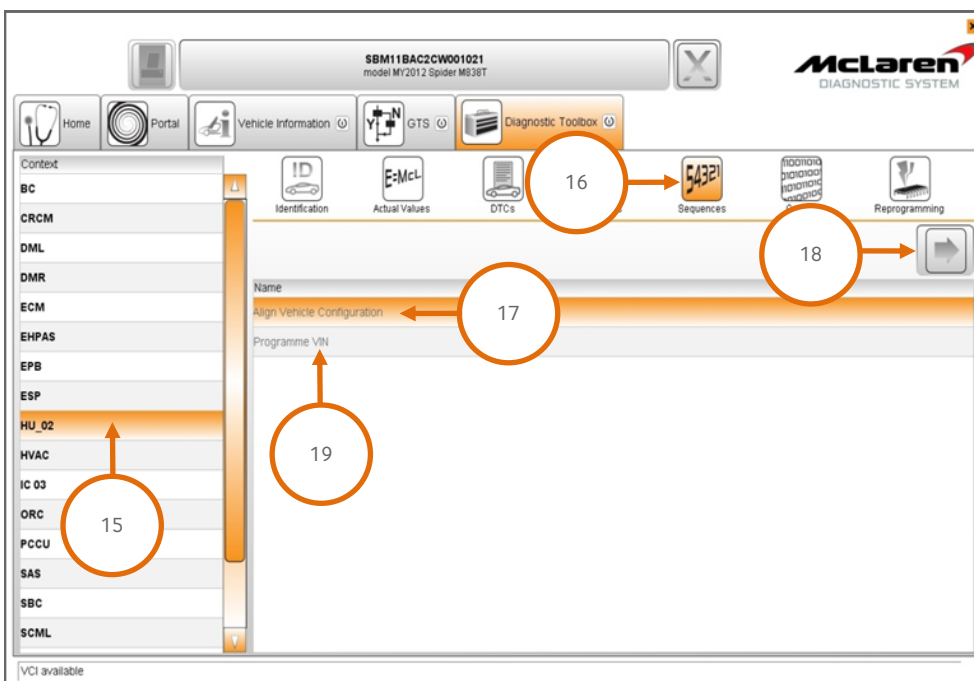 SBM11BAC2CW001021
model MY2012 Spider M838T
McLaren
DIAGNOSTIC SYSTEM
Home
Portal
Vehicle Information
GTS
Diagnostic Toolbox
Context
BC
CRCM
DML
DMR
ECM
EHPAS
EPB
ESP
HU_02
HVAC
IC 03
ORC
PCCU
SAS
SBC
SCML
ID
Identification
E=McL
Actual Values
DTCs
16
54321
Sequences
Reprogramming
18
Name
Align Vehicle Configuration
17
Programme VIN
19
15
VCI available